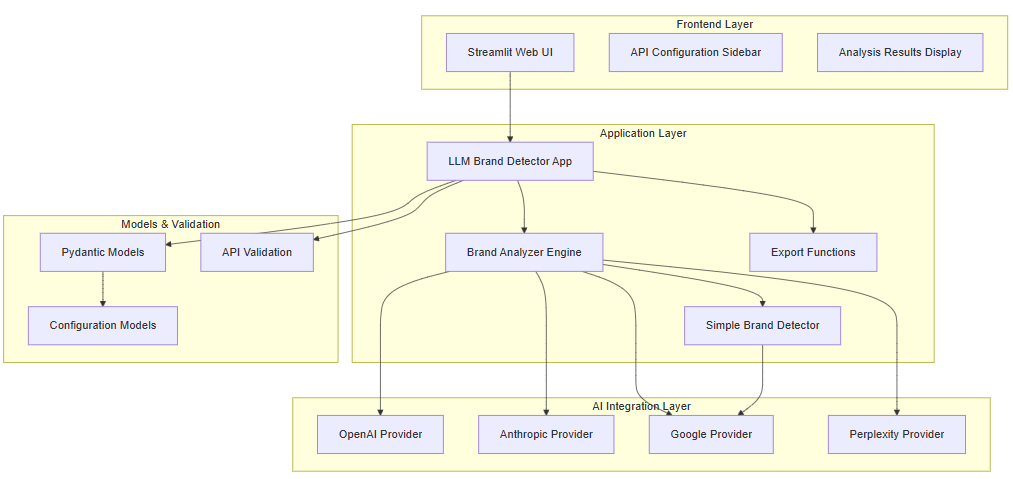 Frontend Layer
Streamlit Web UI
API Configuration Sidebar
Analysis Results Display
Application Layer
LLM Brand Detector App
Models & Validation
Pydantic Models
API Validation
Brand Analyzer Engine
Export Functions
Configuration Models
Simple Brand Detector
AI Integration Layer
OpenAI Provider
Anthropic Provider
Google Provider
Perplexity Provider